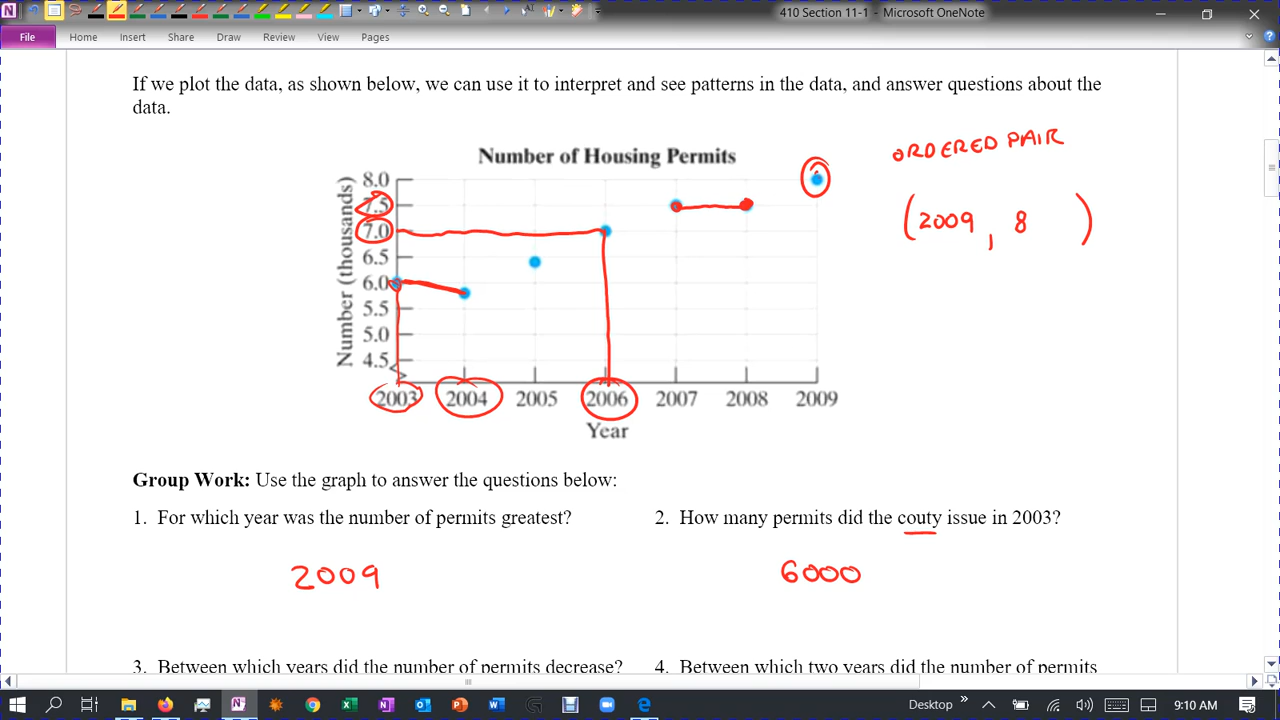 410 Section 11-1 - Microsoft OneNote
File Home Insert Share Draw Review View Pages
If we plot the data, as shown below, we can use it to interpret and see patterns in the data, and answer questions about the
data.
Number of Housing Permits
ORDERED PAIR
(2009, 8 )
Number (thousands)
8.0
7.5
7.0
6.5
6.0
5.5
5.0
4.5
2003 2004 2005 2006 2007 2008 2009
Year
Group Work: Use the graph to answer the questions below:
1. For which year was the number of permits greatest?
2. How many permits did the couty issue in 2003?
2009
6000
3. Between which years did the number of permits decrease?
4. Between which two years did the number of permits
Desktop
9:10 AM